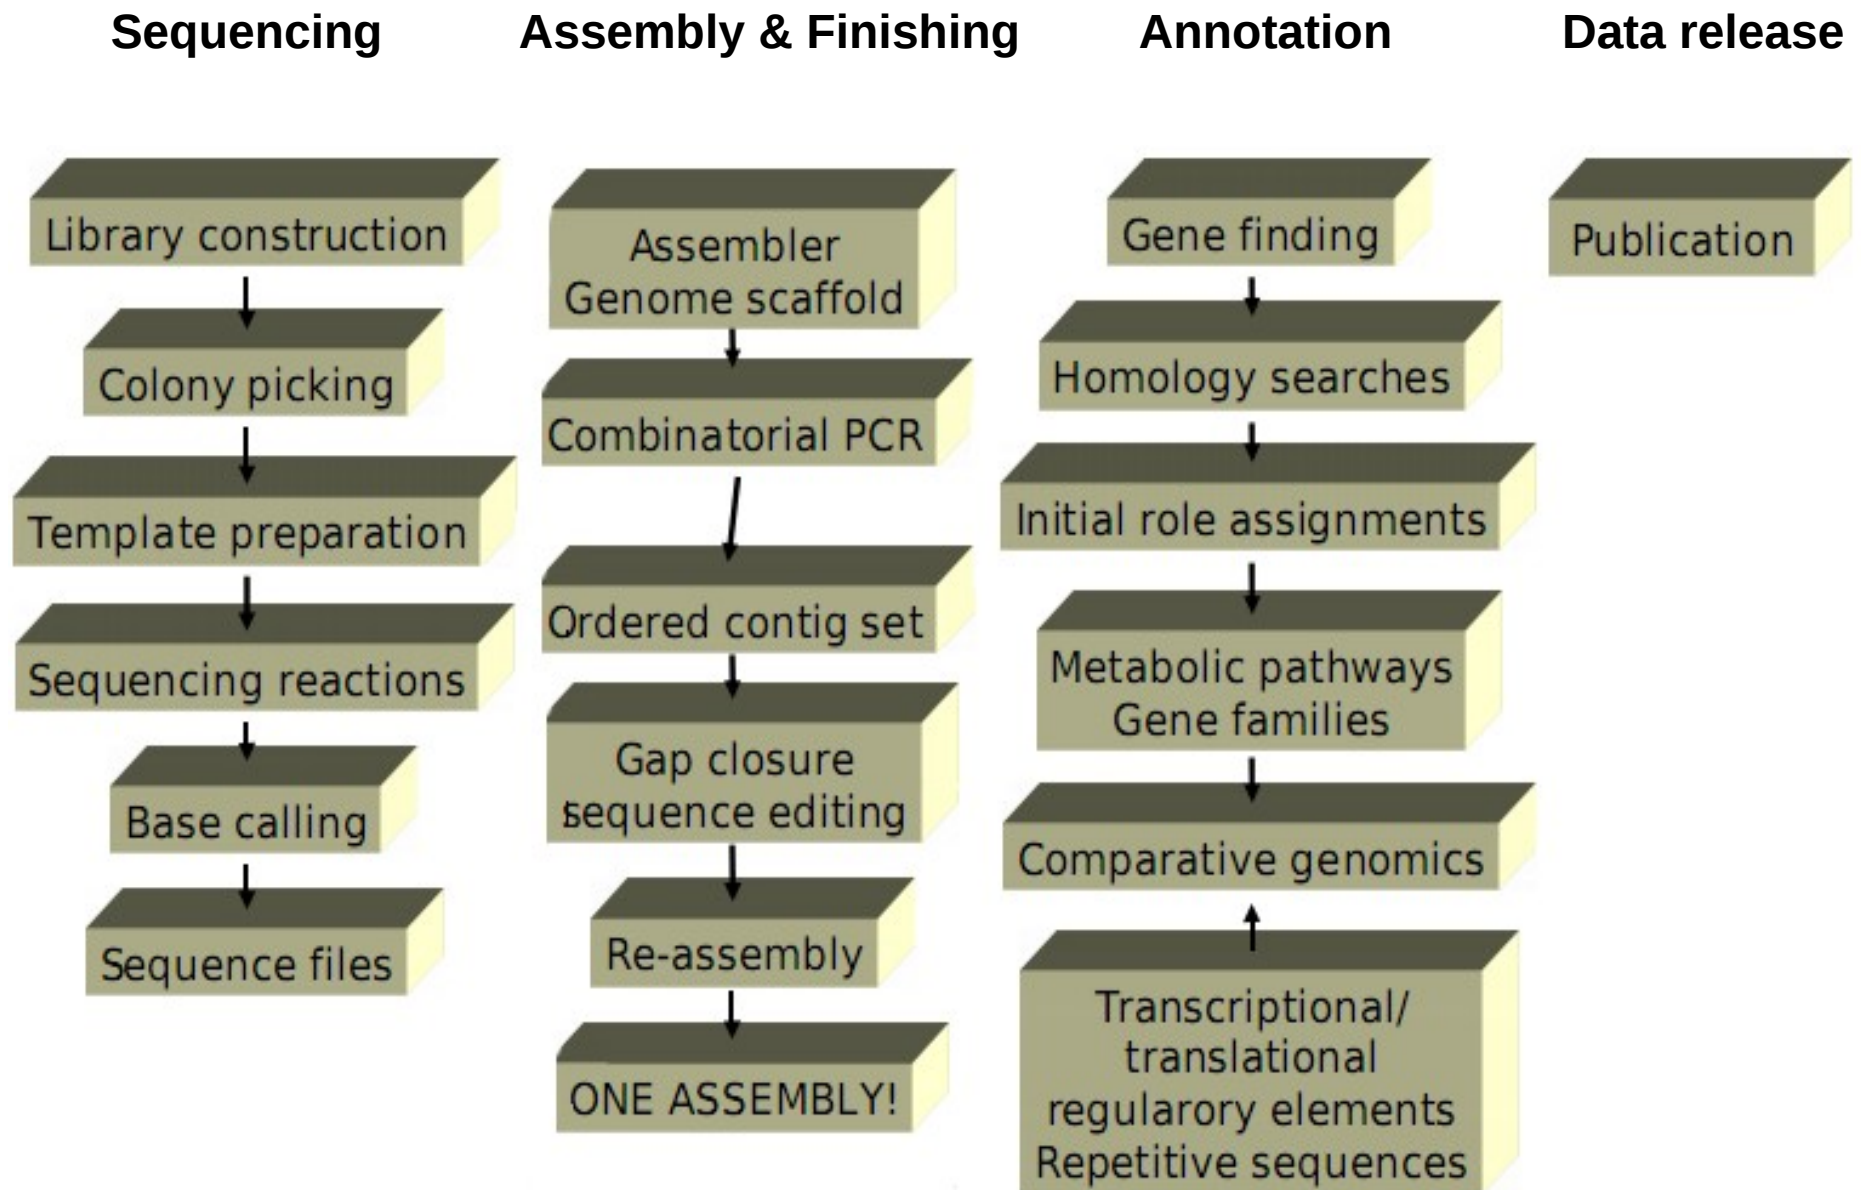 Sequencing
Assembly & Finishing
Annotation
Data release
Library construction
Colony picking
Template preparation
Sequencing reactions
Base calling
Sequence files
Assembler
Genome scaffold
Combinatorial PCR
Ordered contig set
Gap closure
sequence editing
Re-assembly
ONE ASSEMBLY!
Gene finding
Homology searches
Initial role assignments
Metabolic pathways
Gene families
Comparative genomics
Transcriptional/
translational
regularory elements
Repetitive sequences
Publication